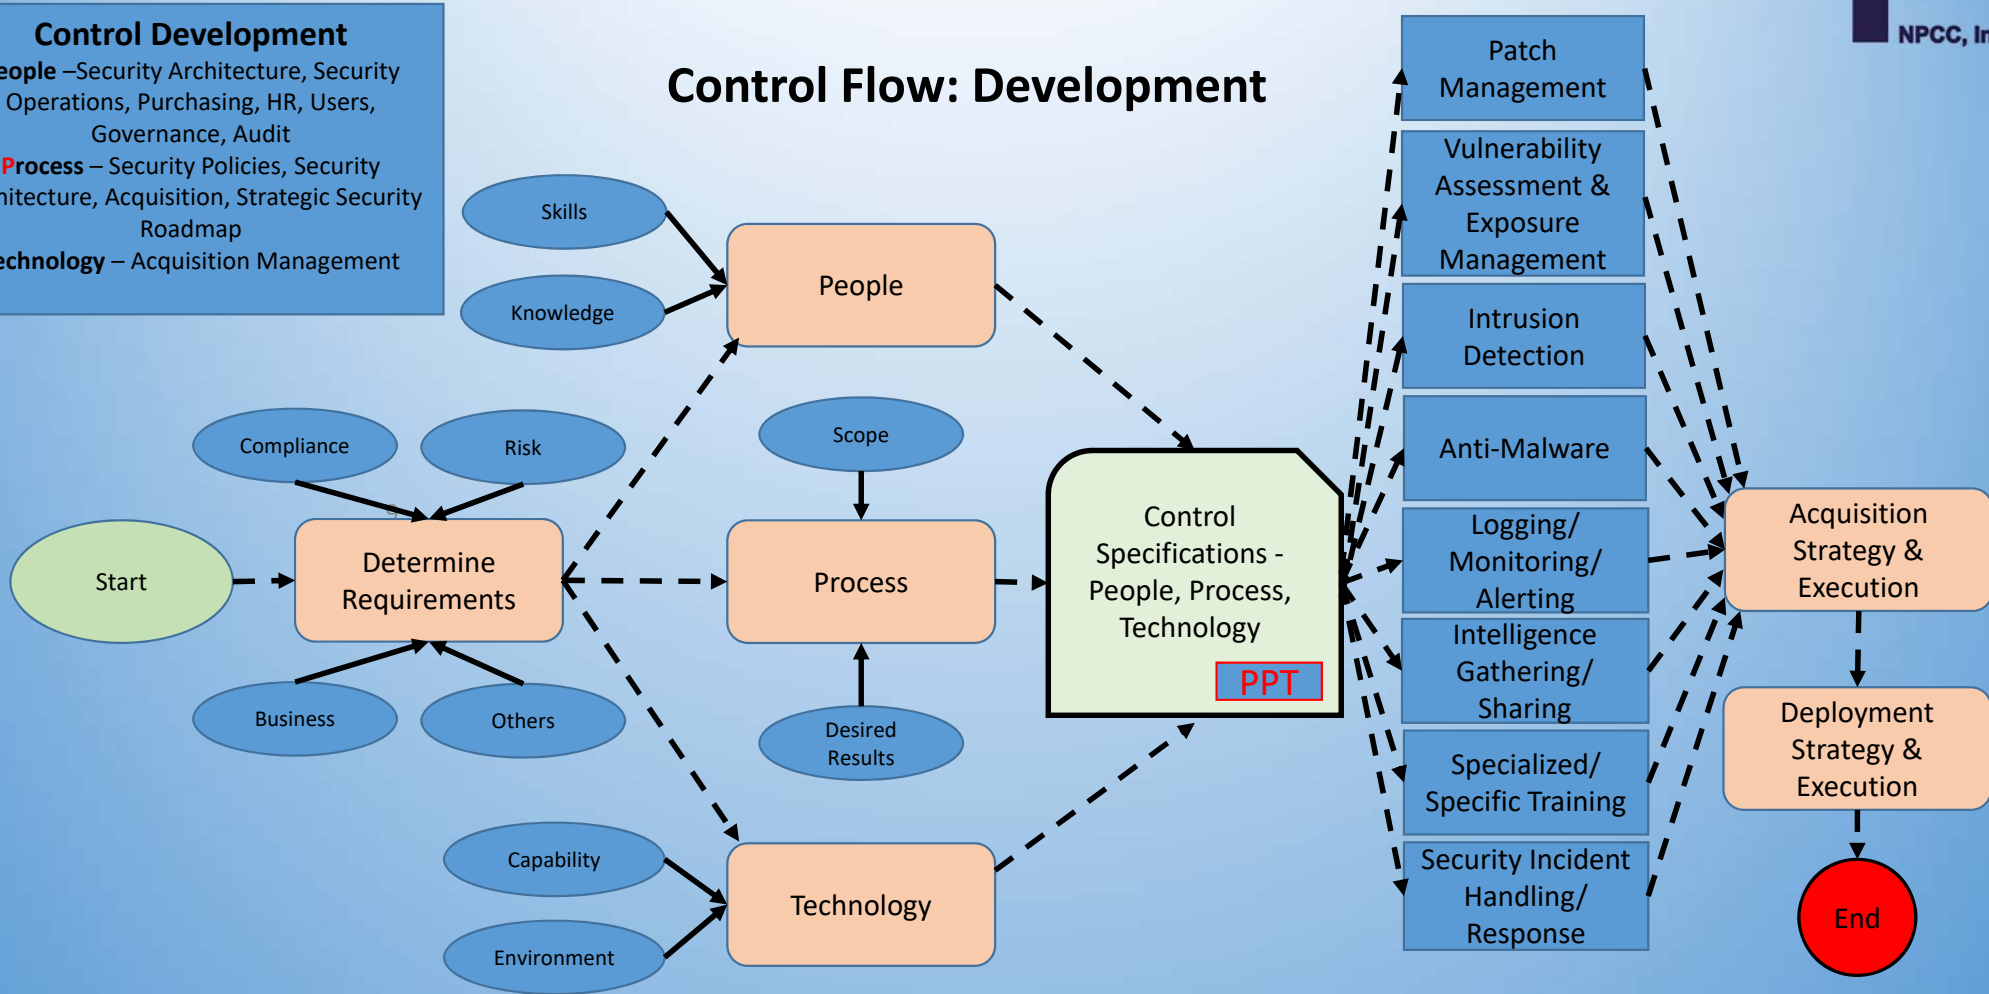 Control Development
eople –Security Architecture, Security
Operations, Purchasing, HR, Users,
Governance, Audit
Process – Security Policies, Security
hitecture, Acquisition, Strategic Security
Roadmap
echnology – Acquisition Management
Control Flow: Development
NPCC, In
Skills
Knowledge
People
Compliance
Risk
Start
Determine
Requirements
Business
Others
Scope
Process
Desired
Results
Capability
Environment
Technology
Control
Specifications -
People, Process,
Technology
PPT
Patch
Management
Vulnerability
Assessment &
Exposure
Management
Intrusion
Detection
Anti-Malware
Logging/
Monitoring/
Alerting
Intelligence
Gathering/
Sharing
Specialized/
Specific Training
Security Incident
Handling/
Response
Acquisition
Strategy &
Execution
Deployment
Strategy &
Execution
End